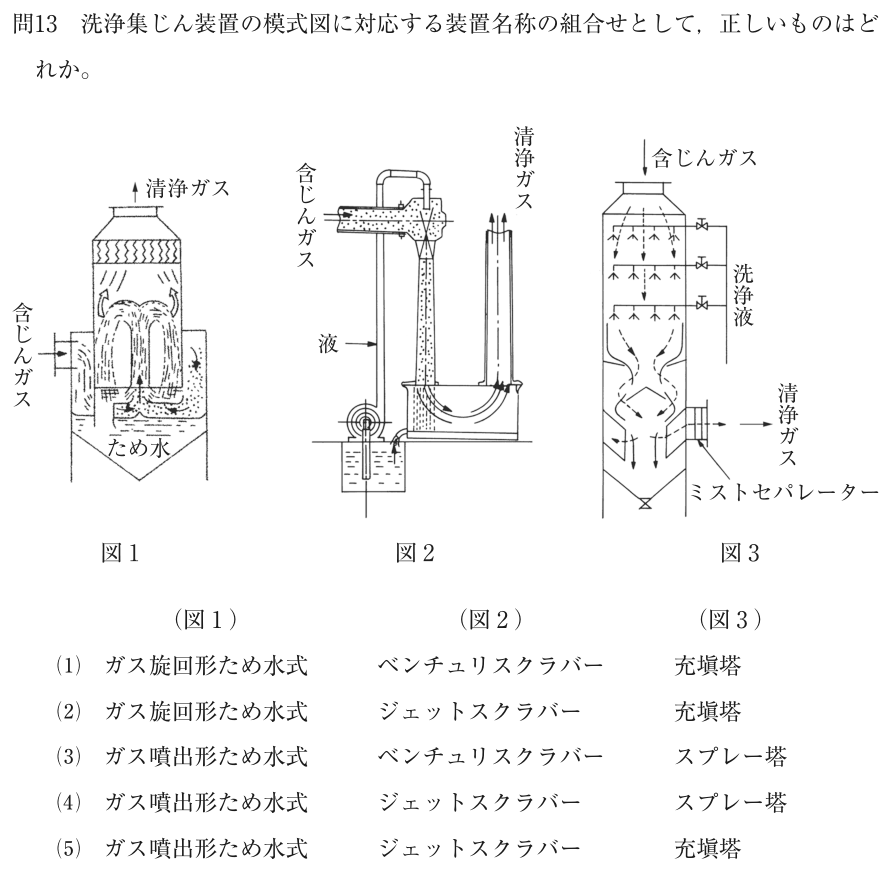 問13 洗浄集じん装置の模式図に対応する装置名称の組合せとして，正しいものはど
れか。
清浄ガス
含じんガス
ため水
図1
含じんガス
清浄ガス
液
図2
含じんガス
洗浄液
清浄ガス
ミストセパレーター
図3
（図1） （図2） （図3）
⑴ ガス旋回形ため水式 ベンチュリスクラバー 充塡塔
⑵ ガス旋回形ため水式 ジェットスクラバー 充塡塔
⑶ ガス噴出形ため水式 ベンチュリスクラバー スプレー塔
⑷ ガス噴出形ため水式 ジェットスクラバー スプレー塔
⑸ ガス噴出形ため水式 ジェットスクラバー 充塡塔